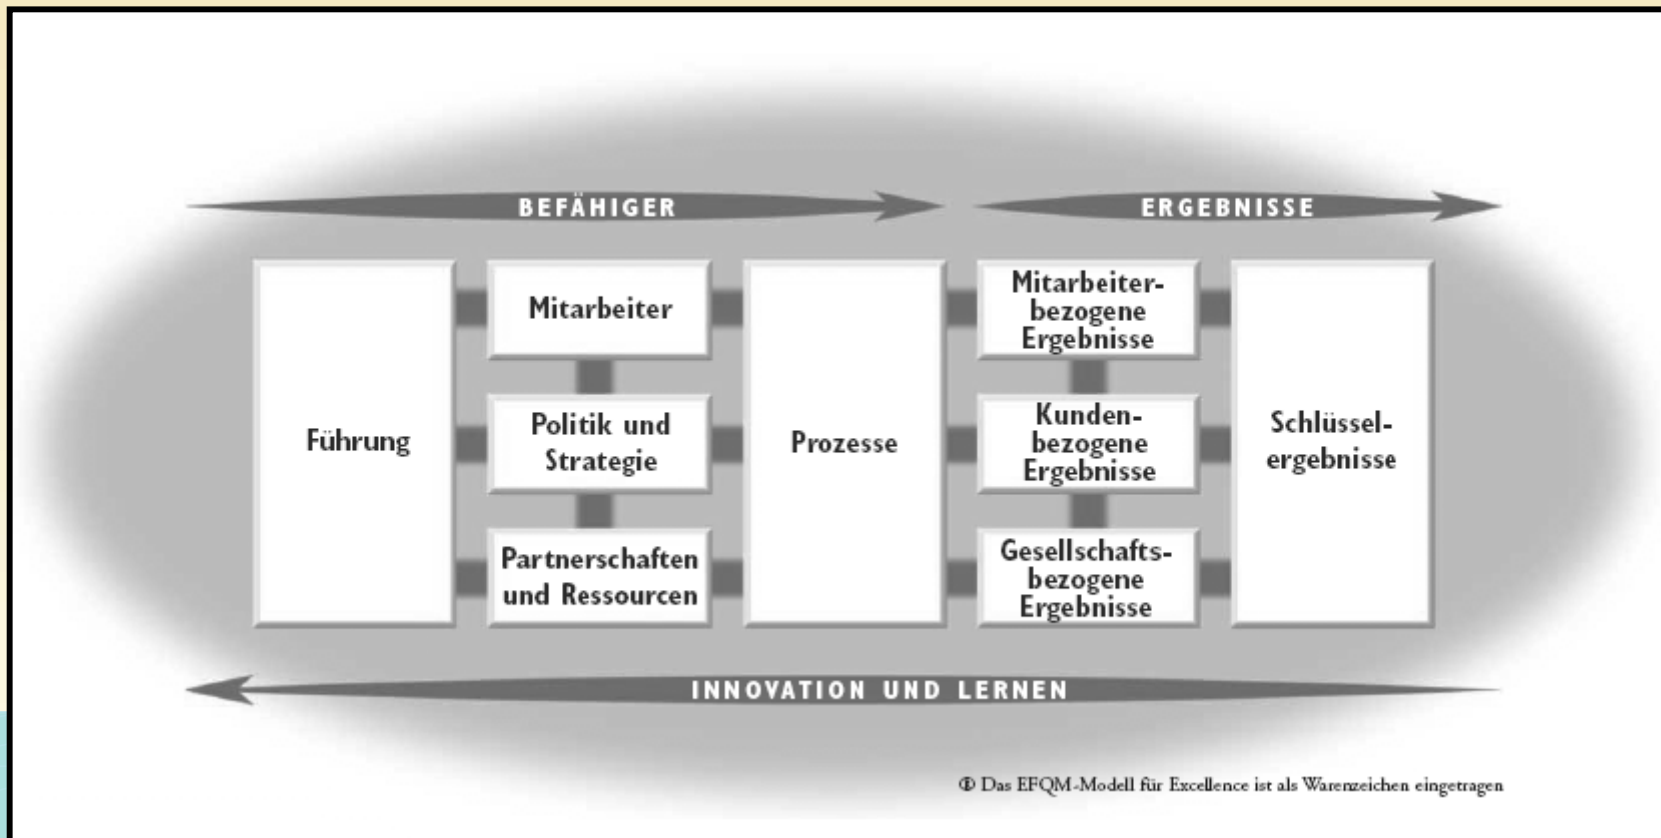 BEFÄHIGER
ERGEBNISSE
Führung
Mitarbeiter
Politik und
Strategie
Partnerschaften
und Ressourcen
Prozesse
Mitarbeiter-
bezogene
Ergebnisse
Kunden-
bezogene
Ergebnisse
Gesellschafts-
bezogene
Ergebnisse
Schlüssel-
ergebnisse
INNOVATION UND LERNEN
® Das EFQM-Modell für Excellence ist als Warenzeichen eingetragen